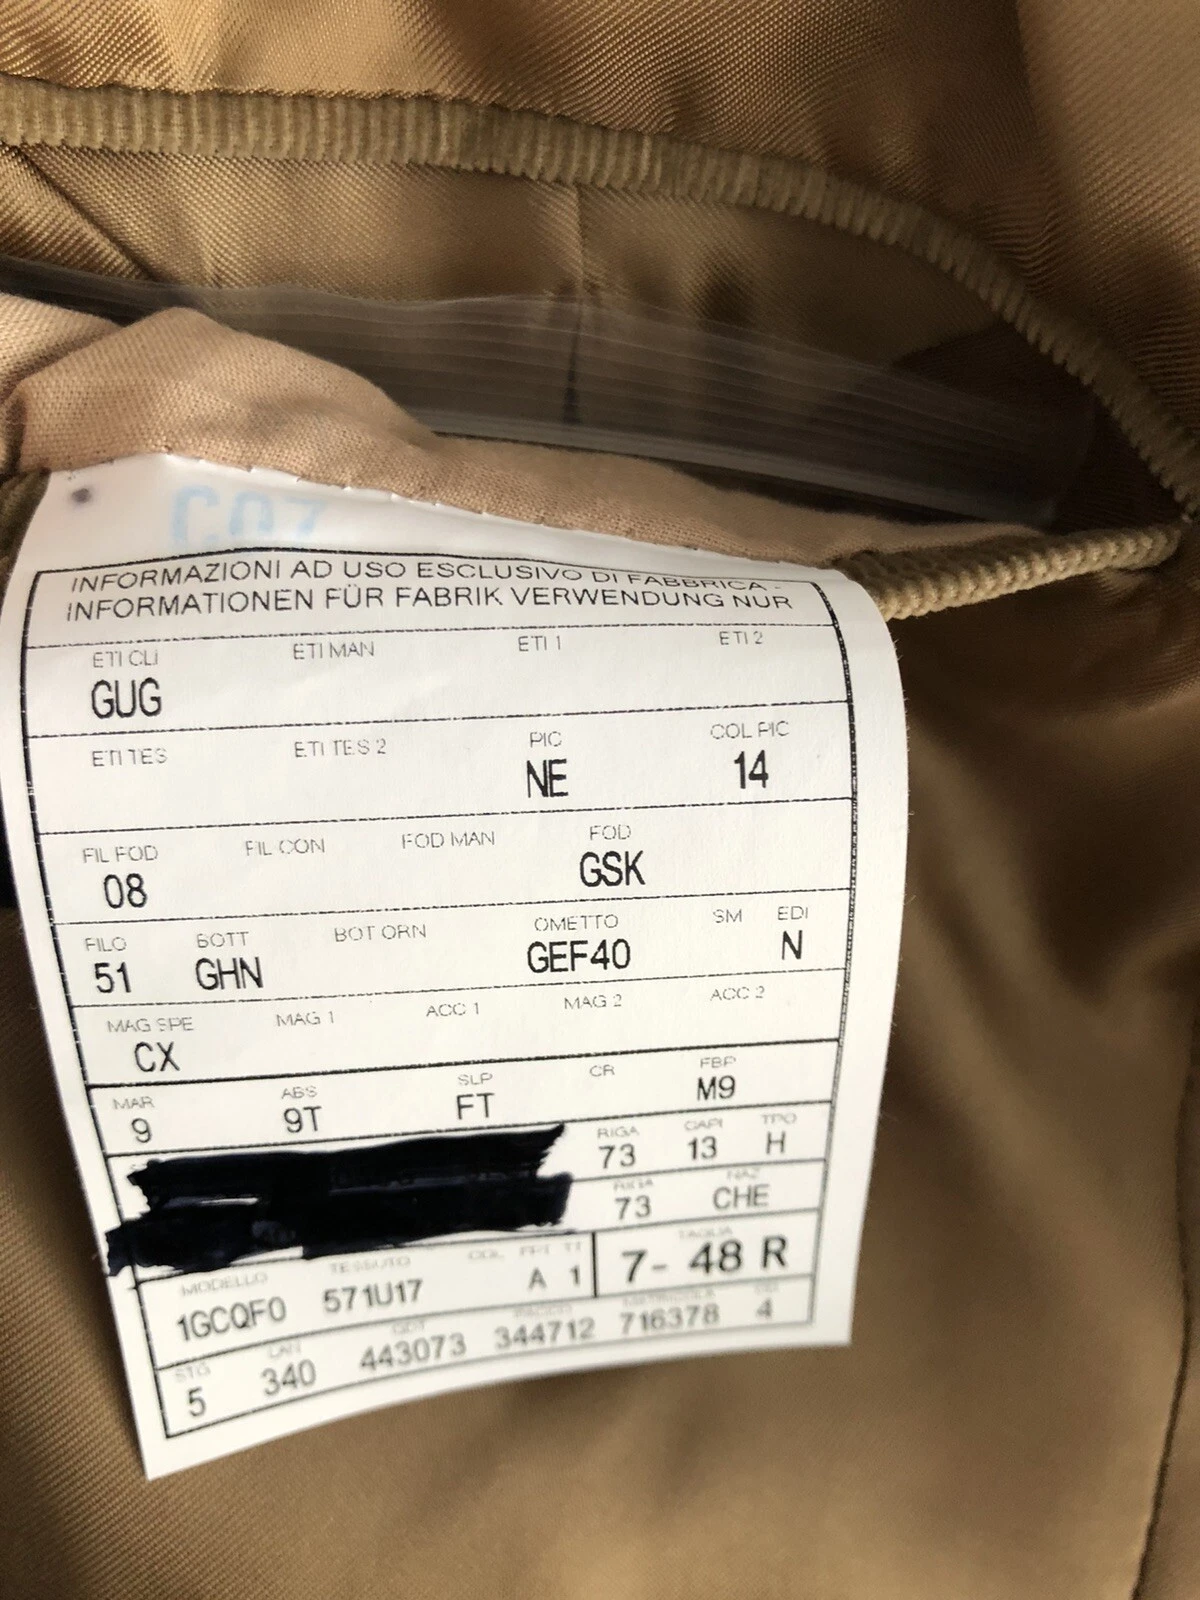 INFORMAZIONI AD USO ESCLUSIVO DI FABBRICA -
INFORMATIONEN FÜR FABRIK VERWENDUNG NUR
ETI CLI ETI MAN ETI 1 ETI 2
GUG
ETI TES ETI TES 2 PIC COL PIC
NE 14
FIL FOD FIL CON FOD MAN FOD
08 GSK
FILO BOTT BOT ORN OMETTO SM EDI
51 GHN GEF40 N
MAG SPE MAG 1 ACC 1 MAG 2 ACC 2
CX
MAR ABS SLP CR FBP
9 9T FT M9
RIGA CAPI TPO
73 13 H
RIGA NAZ
73 CHE
MODELLO TESSUTO COL TT TAGLIA
1GCQF0 571U17 A 1 7- 48 R
STG LAN
5 340 443073 344712 716378 4